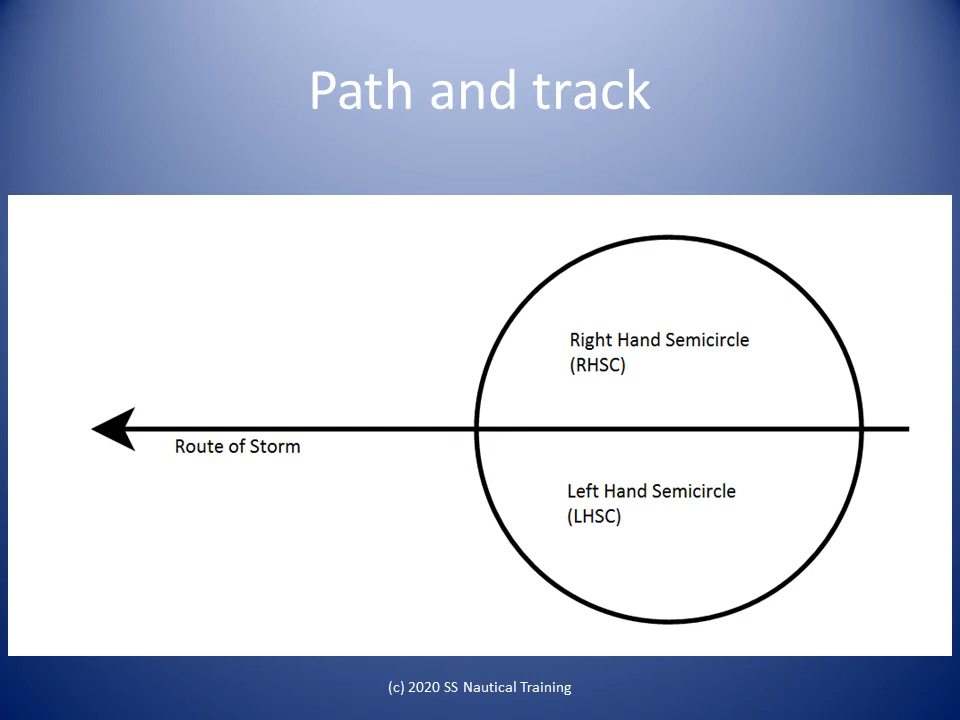 Path and track
Right Hand Semicircle
(RHSC)
Route of Storm
Left Hand Semicircle
(LHSC)
(c) 2020 SS Nautical Training